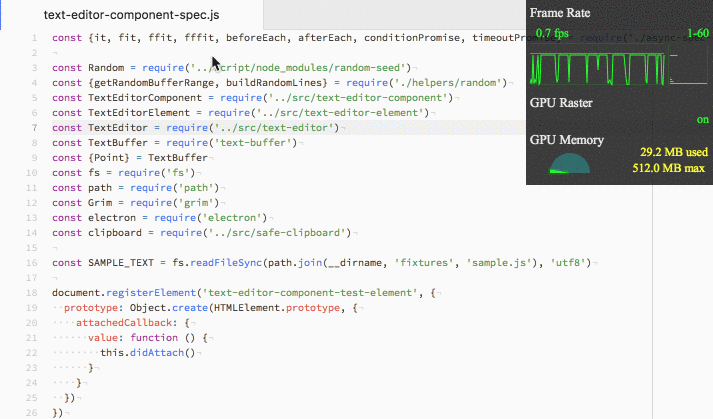 text-editor-component-spec.js
Frame Rate
0.7 fps 1-60
GPU Raster
on
GPU Memory
29.2 MB used
512.0 MB max
1 const {it, fit, ffit, fffit, beforeEach, afterEach, conditionPromise, timeoutPromise} = require('./async-spec
2 ¬
3 const Random = require('../script/node_modules/random-seed')¬
4 const {getRandomBufferRange, buildRandomLines} = require('./helpers/random')¬
5 const TextEditorComponent = require('../src/text-editor-component')¬
6 const TextEditorElement = require('../src/text-editor-element')¬
7 const TextEditor = require('../src/text-editor')¬
8 const TextBuffer = require('text-buffer')¬
9 const {Point} = TextBuffer¬
10 const fs = require('fs')¬
11 const path = require('path')¬
12 const Grim = require('grim')¬
13 const electron = require('electron')¬
14 const clipboard = require('../src/safe-clipboard')¬
15 ¬
16 const SAMPLE_TEXT = fs.readFileSync(path.join(__dirname, 'fixtures', 'sample.js'), 'utf8')¬
17 ¬
18 document.registerElement('text-editor-component-test-element', {¬
19 ··prototype: Object.create(HTMLElement.prototype, {¬
20 ····attachedCallback: {¬
21 ······value: function () {¬
22 ········this.didAttach()¬
23 ······}¬
24 ····}¬
25 ··})¬
26 })¬